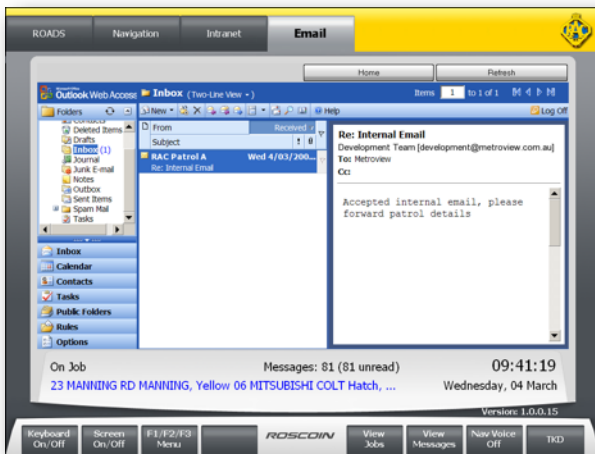 ROADS
Navigation
Intranet
Email
RAC
Home
Refresh
Microsoft Office
Outlook Web Access
Inbox (Two-Line View)
Items 1 to 1 of 1
Folders
New
Help
Log Off
Contacts
Deleted Items
Drafts
Inbox (1)
Journal
Junk E-mail
Notes
Outbox
Sent Items
Spam Mail
Tasks
From
Received
Subject
RAC Patrol A Wed 4/03/200...
Re: Internal Email
Re: Internal Email
Development Team [development@metroview.com.au]
To: Metroview
Cc:
Accepted internal email, please
forward patrol details
Inbox
Calendar
Contacts
Tasks
Public Folders
Rules
Options
On Job
Messages: 81 (81 unread)
09:41:19
23 MANNING RD MANNING, Yellow 06 MITSUBISHI COLT Hatch, ...
Wednesday, 04 March
Version: 1.0.0.15
Keyboard
On/Off
Screen
On/Off
F1/F2/F3
Menu
ROSCOIN
View
Jobs
View
Messages
Nav Voice
Off
TKD